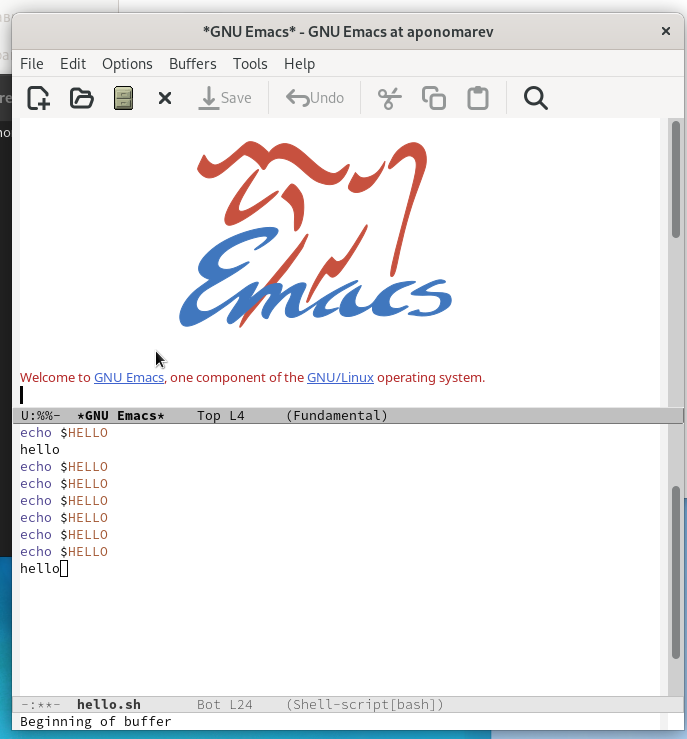 *GNU Emacs* - GNU Emacs at aponomarev
File Edit Options Buffers Tools Help
Save Undo
Emacs
Welcome to GNU Emacs, one component of the GNU/Linux operating system.
U:%%- *GNU Emacs* Top L4 (Fundamental)
echo $HELLO
hello
echo $HELLO
echo $HELLO
echo $HELLO
echo $HELLO
echo $HELLO
echo $HELLO
hello
-:**- hello.sh Bot L24 (Shell-script[bash])
Beginning of buffer